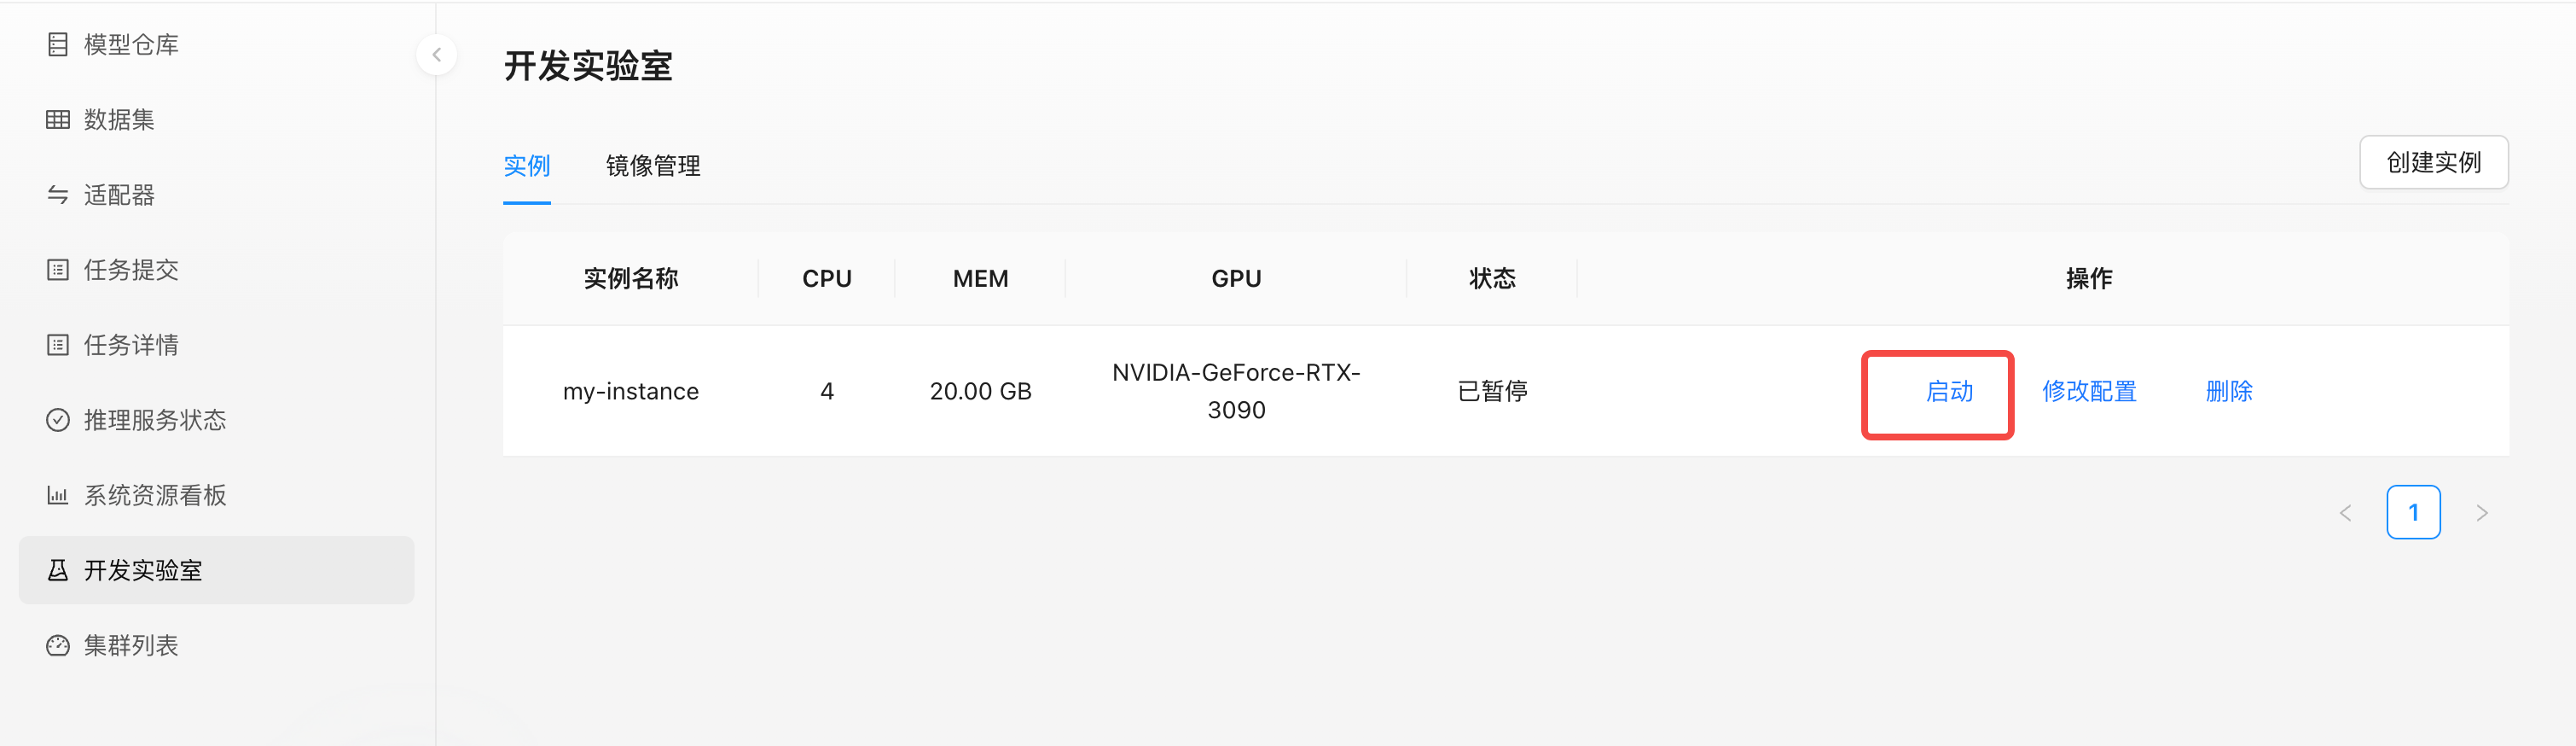 模型仓库
数据集
适配器
任务提交
任务详情
推理服务状态
系统资源看板
开发实验室
集群列表
开发实验室
实例 镜像管理
创建实例
实例名称 CPU MEM GPU 状态 操作
my-instance 4 20.00 GB NVIDIA-GeForce-RTX-
3090 已暂停 启动 修改配置 删除
1